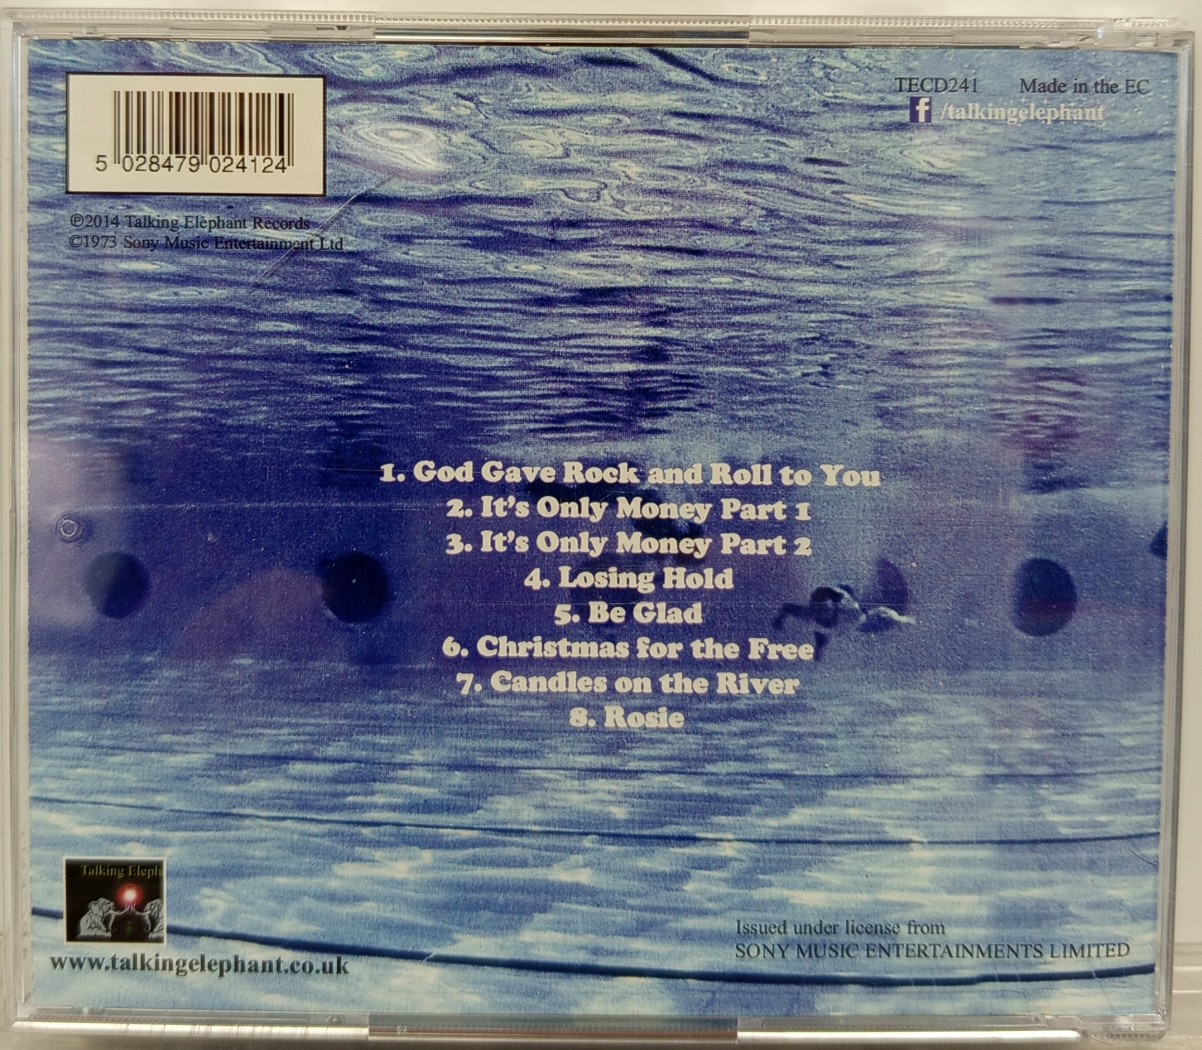 5 028479 024124
℗2014 Talking Elephant Records
©1973 Sony Music Entertainment Ltd
TECD241 Made in the EC
f /talkingelephant
1. God Gave Rock and Roll to You
2. It's Only Money Part 1
3. It's Only Money Part 2
4. Losing Hold
5. Be Glad
6. Christmas for the Free
7. Candles on the River
8. Rosie
Talking Eleph
www.talkingelephant.co.uk
Issued under license from
SONY MUSIC ENTERTAINMENTS LIMITED